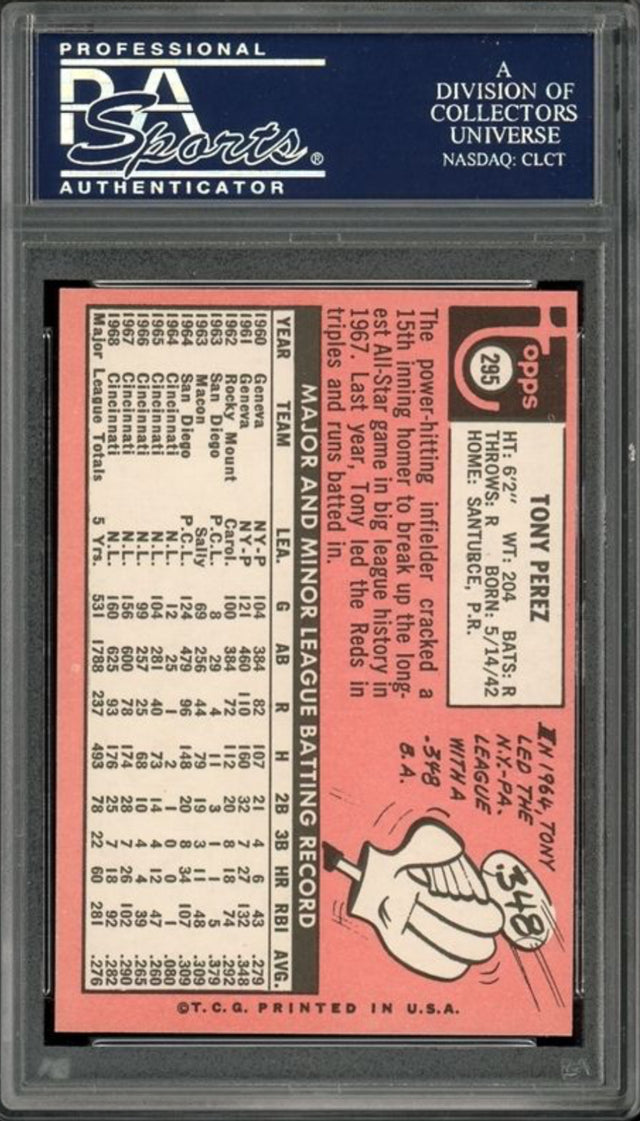 PROFESSIONAL
PSA
Sports®
AUTHENTICATOR
A
DIVISION OF
COLLECTORS
UNIVERSE
NASDAQ: CLCT
Topps
295
TONY PEREZ
HT: 6'2" WT: 204 BATS: R
THROWS: R BORN: 5/14/42
HOME: SANTURCE, P.R.
The power-hitting infielder cracked a
15th inning homer to break up the long-
est All-Star game in big league history in
1967. Last year, Tony led the Reds in
triples and runs batted in.
IN 1964, TONY
LED THE
N.Y.-PA.
LEAGUE
WITH A
.348
B.A.
.348
MAJOR AND MINOR LEAGUE BATTING RECORD
YEAR TEAM LEA. G AB R H 2B 3B HR RBI AVG.
1960 Geneva NY-P 104 384 82 107 21 4 6 43 .279
1961 Geneva NY-P 121 460 110 160 32 7 27 132 .348
1962 Rocky Mount Carol. 100 384 72 112 20 8 18 74 .292
1963 San Diego P.C.L. 8 29 4 11 3 1 1 5 .379
1963 Macon Sally 69 256 44 79 19 3 11 48 .309
1964 San Diego P.C.L. 124 479 96 148 20 8 34 107 .309
1964 Cincinnati N.L. 12 25 1 2 1 0 0 1 .080
1965 Cincinnati N.L. 104 281 40 73 14 4 12 47 .260
1966 Cincinnati N.L. 99 257 25 68 10 4 4 39 .265
1967 Cincinnati N.L. 156 600 78 174 28 7 26 102 .290
1968 Cincinnati N.L. 160 625 93 176 25 7 18 92 .282
Major League Totals 5 Yrs. 531 1788 237 493 78 22 60 281 .276
©T.C.G. PRINTED IN U.S.A.